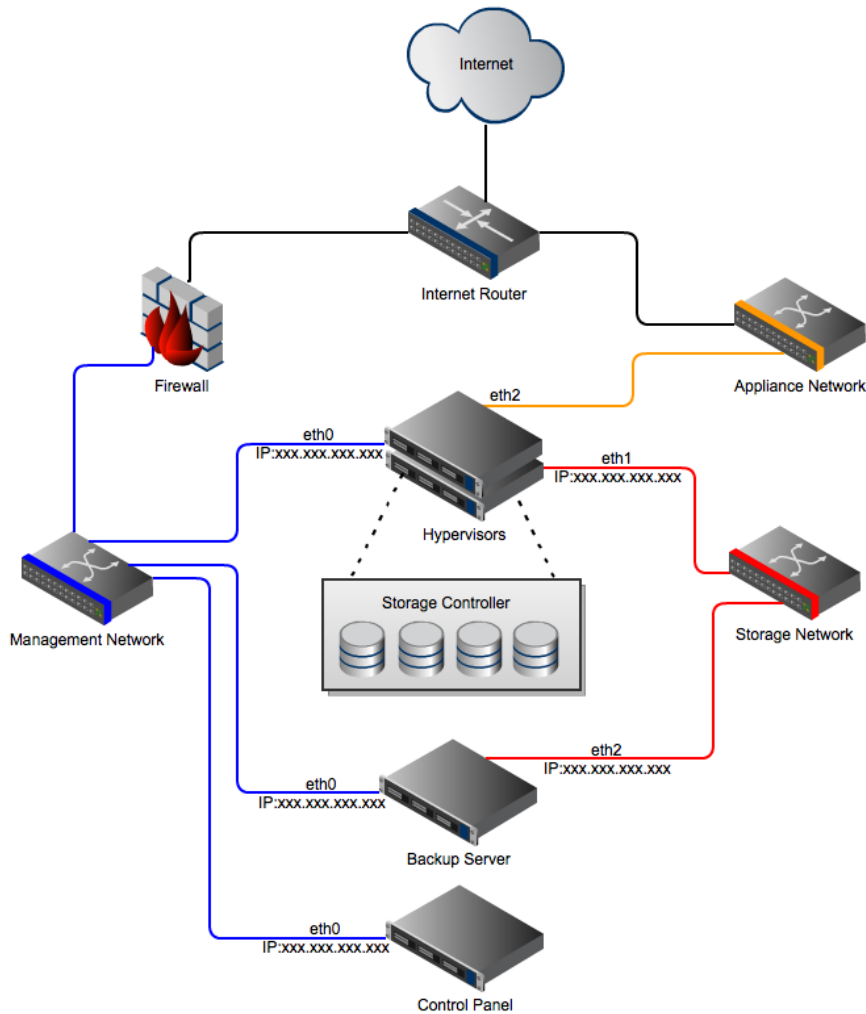 Internet
Internet Router
Firewall
Appliance Network
eth2
eth0
IP:xxx.xxx.xxx.xxx
eth1
IP:xxx.xxx.xxx.xxx
Hypervisors
Storage Controller
Management Network
Storage Network
eth2
IP:xxx.xxx.xxx.xxx
eth0
IP:xxx.xxx.xxx.xxx
Backup Server
eth0
IP:xxx.xxx.xxx.xxx
Control Panel